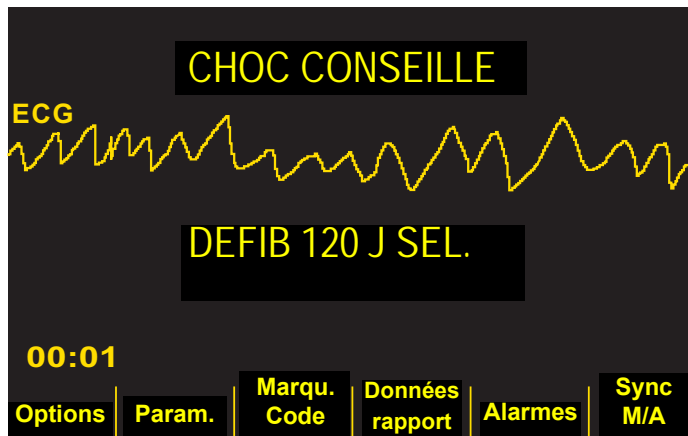 CHOC CONSEILLE
ECG
DEFIB 120 J SEL.
00:01
Options
Param.
Marqu.
Code
Données
rapport
Alarmes
Sync
M/A